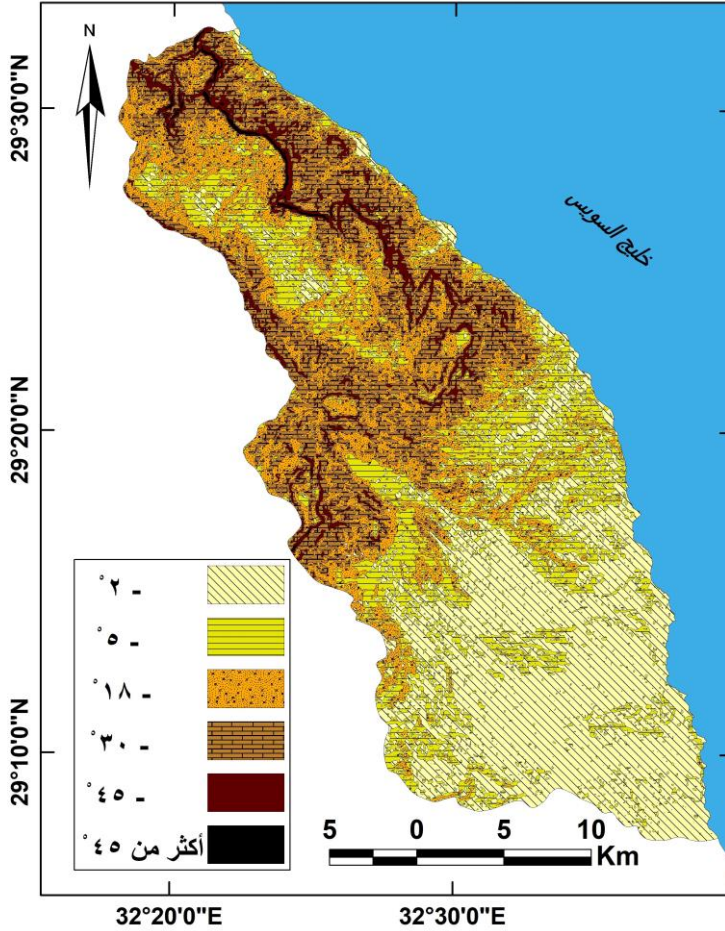 N
29°30'0"N
29°20'0"N
29°10'0"N
خليج السويس
- ٢°
- ٥°
- ١٨°
- ٣٠°
- ٤٥°
أكثر من ٤٥°
5 0 5 10
Km
32°20'0"E 32°30'0"E